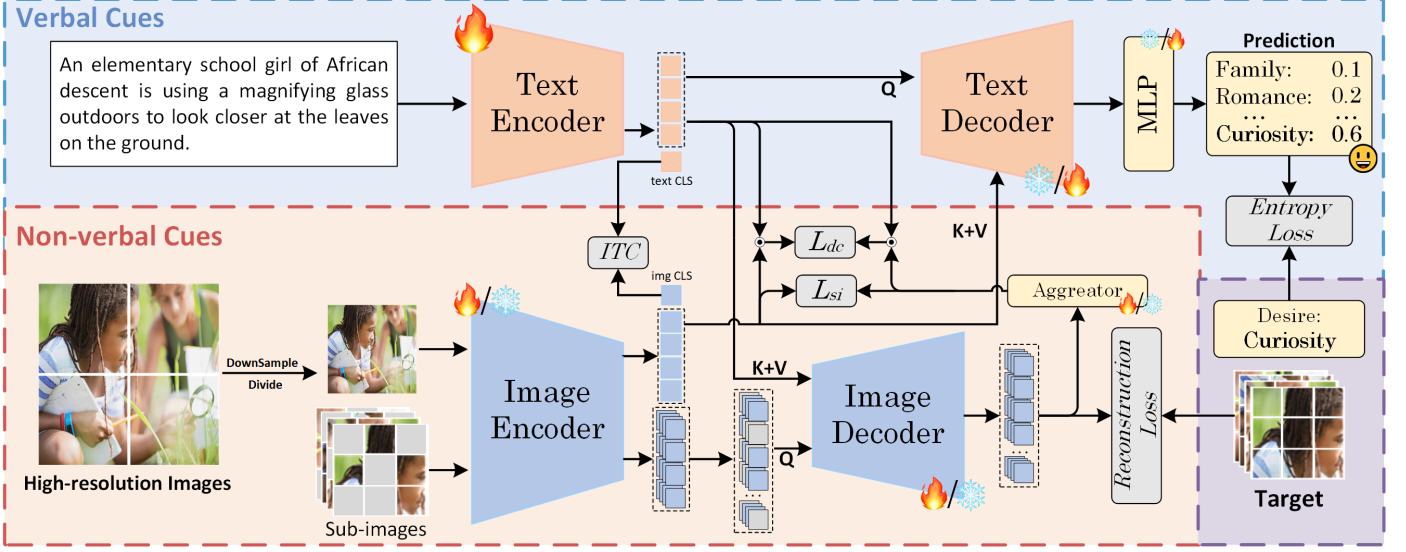 Verbal Cues
An elementary school girl of African
descent is using a magnifying glass
outdoors to look closer at the leaves
on the ground.
Text
Encoder
text CLS
Q
Text
Decoder
MLP
Prediction
Family: 0.1
Romance: 0.2
... ...
Curiosity: 0.6
Entropy
Loss
Non-verbal Cues
ITC
img CLS
L_dc
L_si
K+V
Aggreator
Desire:
Curiosity
High-resolution Images
DownSample
Divide
Sub-images
Image
Encoder
K+V
Q
...
Image
Decoder
...
Reconstruction
Loss
Target